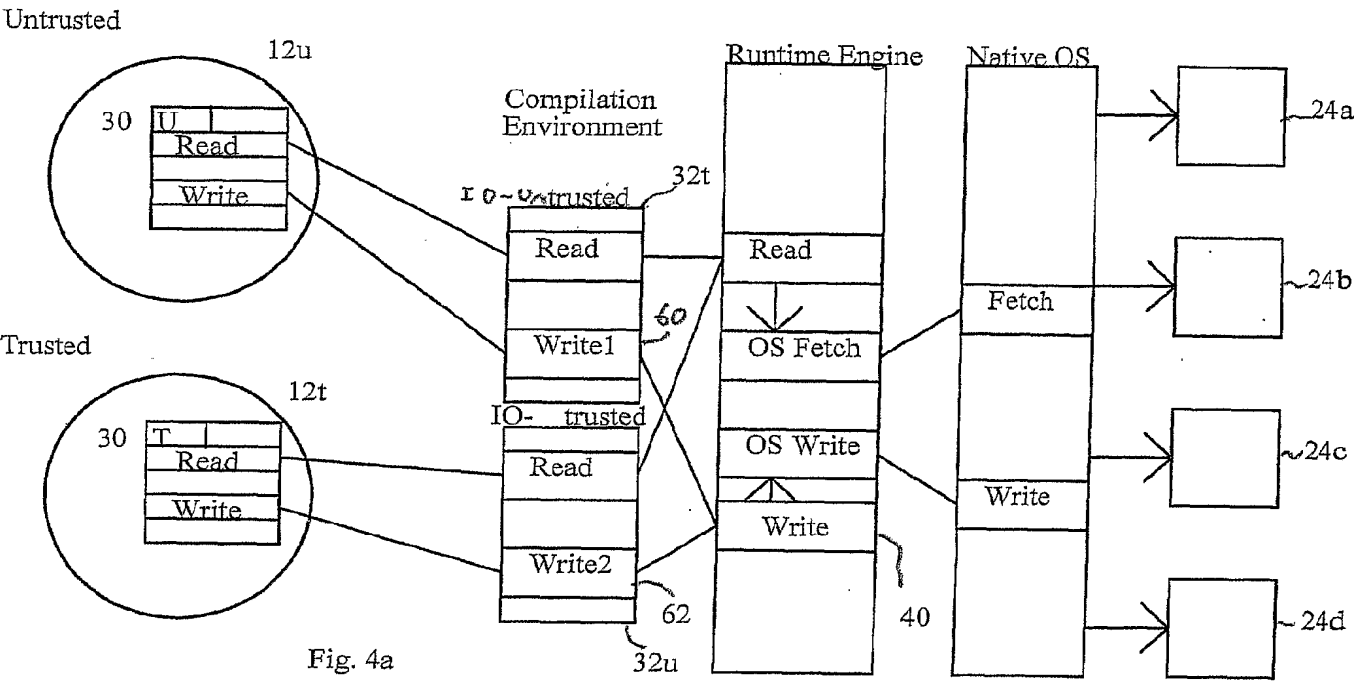 Untrusted
12u
30
U
Read
Write
Trusted
12t
30
T
Read
Write
Compilation
Environment
IO-Untrusted
32t
Read
60
Write1
IO- trusted
Read
Write2
62
32u
Runtime Engine
Read
OS Fetch
OS Write
Write
40
Native OS
Fetch
Write
24a
24b
24c
24d
Fig. 4a